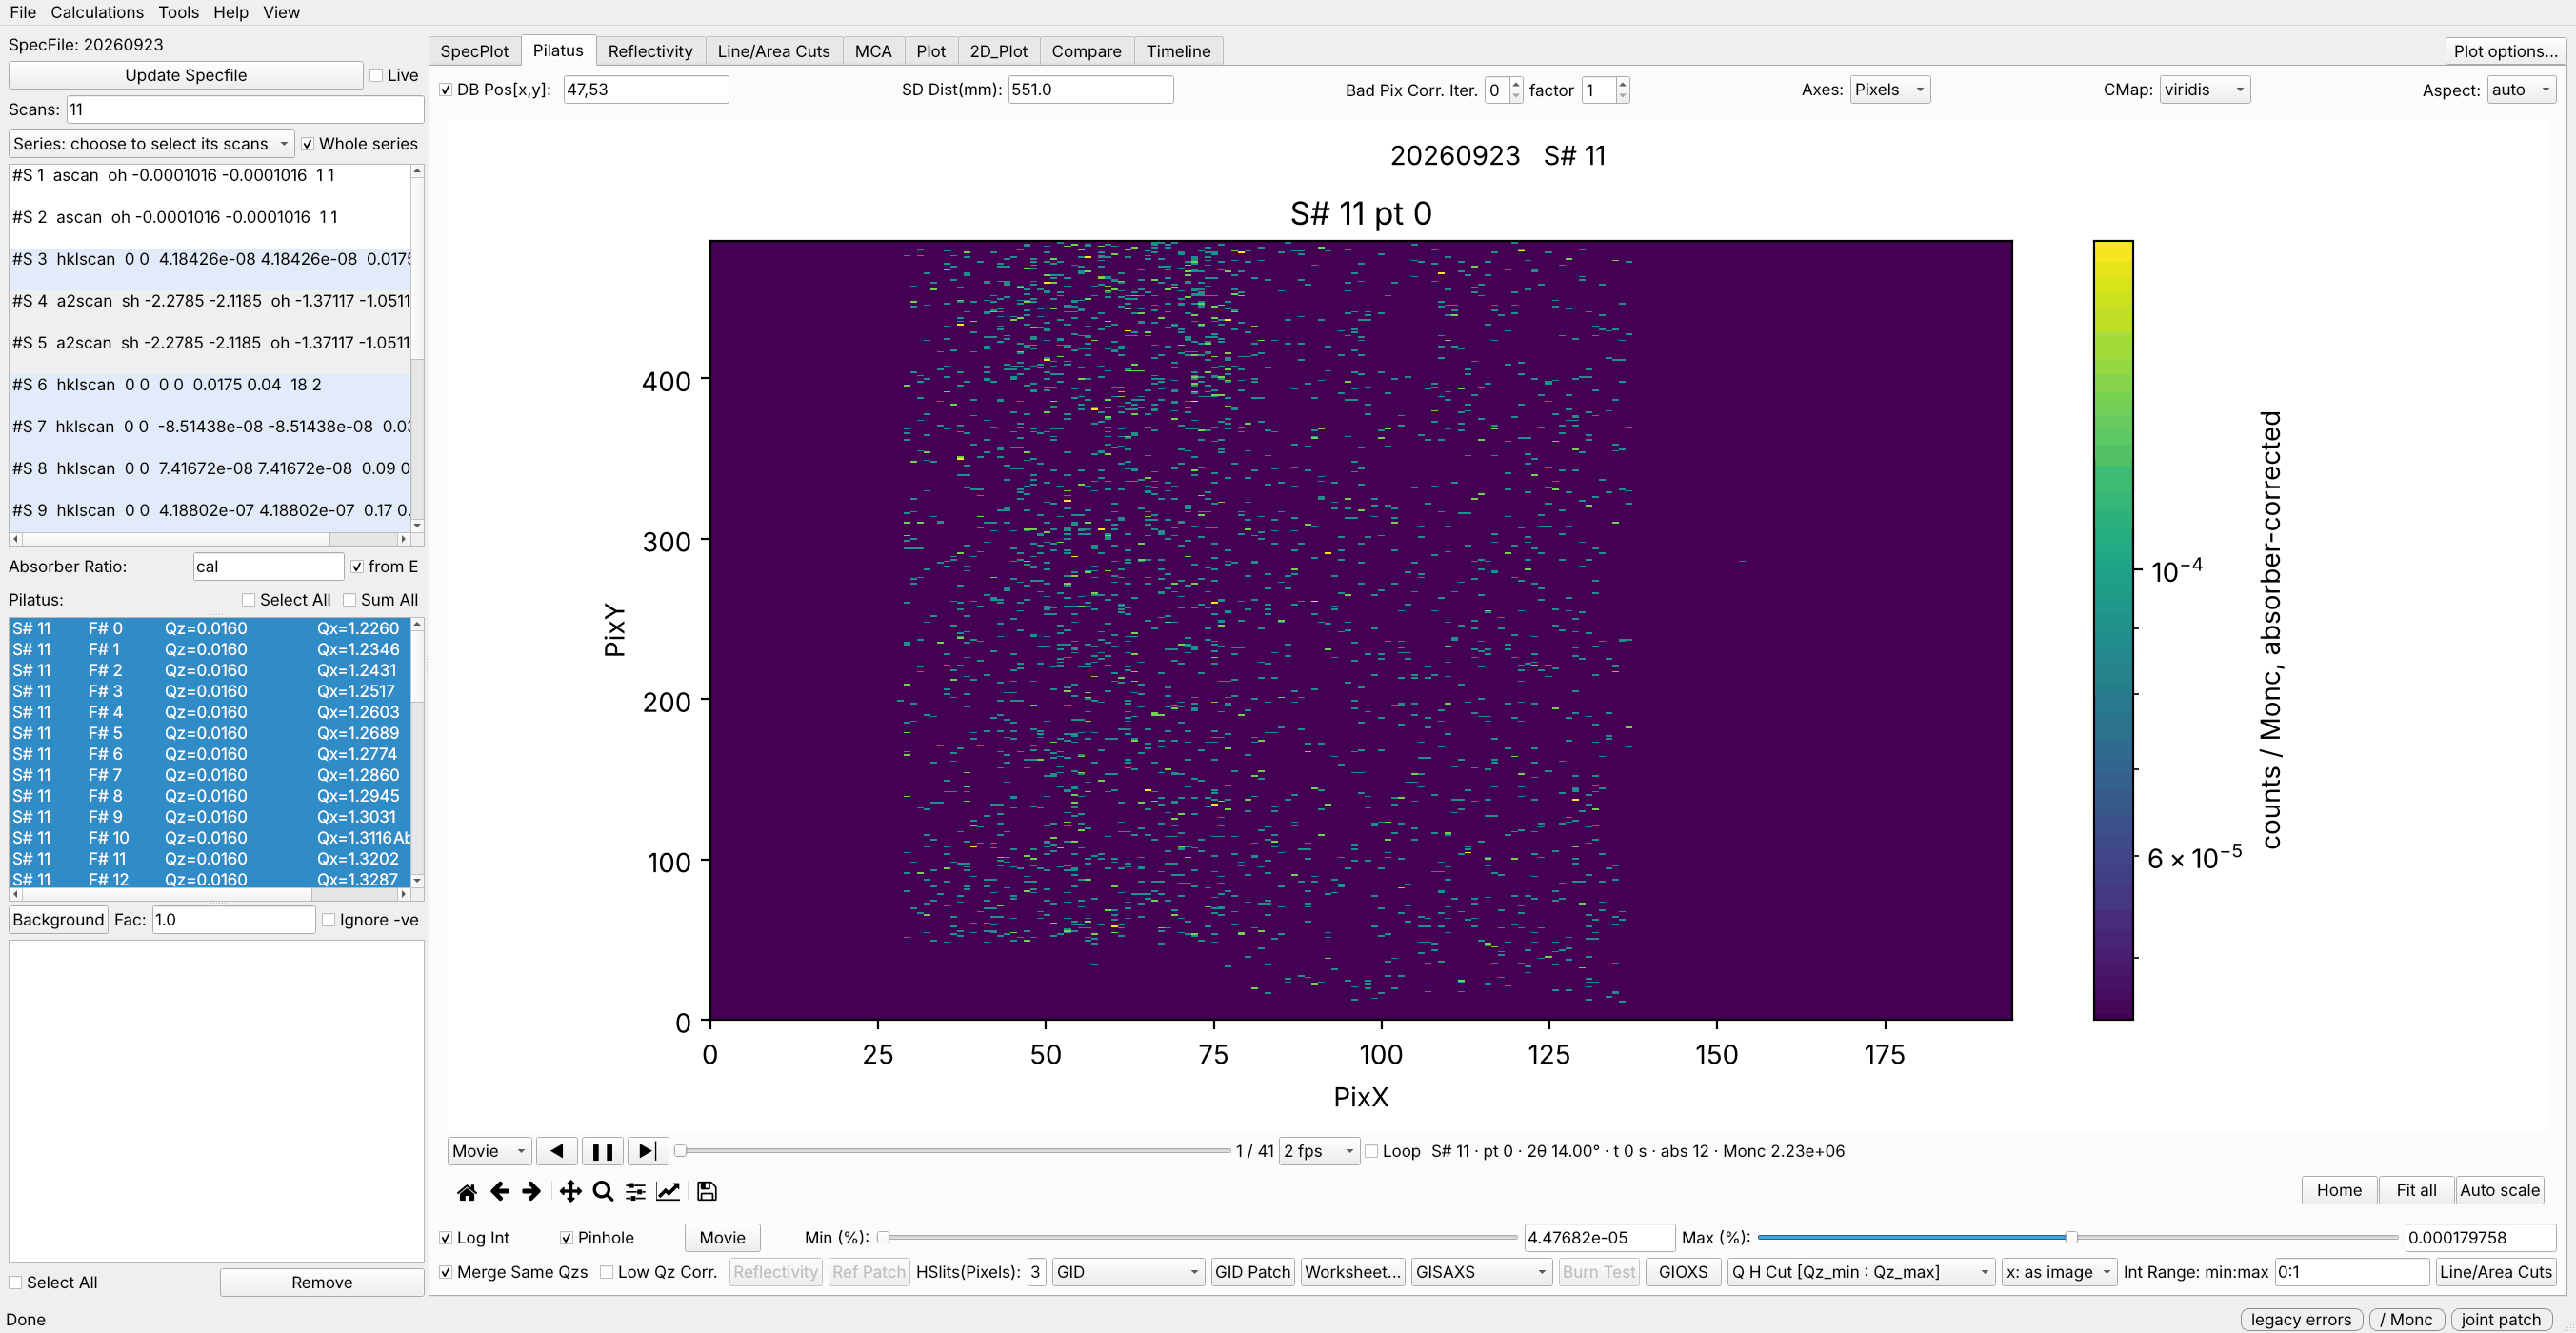 File Calculations Tools Help View
SpecFile: 20260923
Update Specfile Live
Scans: 11
Series: choose to select its scans Whole series
#S 1 ascan oh -0.0001016 -0.0001016 1 1
#S 2 ascan oh -0.0001016 -0.0001016 1 1
#S 3 hklscan 0 0 4.18426e-08 4.18426e-08 0.0175
#S 4 a2scan sh -2.2785 -2.1185 oh -1.37117 -1.0511
#S 5 a2scan sh -2.2785 -2.1185 oh -1.37117 -1.0511
#S 6 hklscan 0 0 0 0 0.0175 0.04 18 2
#S 7 hklscan 0 0 -8.51438e-08 -8.51438e-08 0.03
#S 8 hklscan 0 0 7.41672e-08 7.41672e-08 0.09 0
#S 9 hklscan 0 0 4.18802e-07 4.18802e-07 0.17 0.
Absorber Ratio: cal from E
Pilatus: Select All Sum All
S# 11 F# 0 Qz=0.0160 Qx=1.2260
S# 11 F# 1 Qz=0.0160 Qx=1.2346
S# 11 F# 2 Qz=0.0160 Qx=1.2431
S# 11 F# 3 Qz=0.0160 Qx=1.2517
S# 11 F# 4 Qz=0.0160 Qx=1.2603
S# 11 F# 5 Qz=0.0160 Qx=1.2689
S# 11 F# 6 Qz=0.0160 Qx=1.2774
S# 11 F# 7 Qz=0.0160 Qx=1.2860
S# 11 F# 8 Qz=0.0160 Qx=1.2945
S# 11 F# 9 Qz=0.0160 Qx=1.3031
S# 11 F# 10 Qz=0.0160 Qx=1.3116Ab
S# 11 F# 11 Qz=0.0160 Qx=1.3202
S# 11 F# 12 Qz=0.0160 Qx=1.3287
Background Fac: 1.0 Ignore -ve
Select All Remove
Done
SpecPlot Pilatus Reflectivity Line/Area Cuts MCA Plot 2D_Plot Compare Timeline Plot options...
DB Pos[x,y]: 47,53 SD Dist(mm): 551.0 Bad Pix Corr. Iter. 0 factor 1 Axes: Pixels CMap: viridis Aspect: auto
20260923 S# 11
S# 11 pt 0
400
300
200
100
0
PixY
0 25 50 75 100 125 150 175
PixX
10⁻⁴
6 × 10⁻⁵
counts / Monc, absorber-corrected
Movie 1 / 41 2 fps Loop S# 11 · pt 0 · 2θ 14.00° · t 0 s · abs 12 · Monc 2.23e+06
Home Fit all Auto scale
Log Int Pinhole Movie Min (%): 4.47682e-05 Max (%): 0.000179758
Merge Same Qzs Low Qz Corr. Reflectivity Ref Patch HSlits(Pixels): 3 GID GID Patch Worksheet... GISAXS Burn Test GIOXS Q H Cut [Qz_min : Qz_max] x: as image Int Range: min:max 0:1 Line/Area Cuts
legacy errors / Monc joint patch